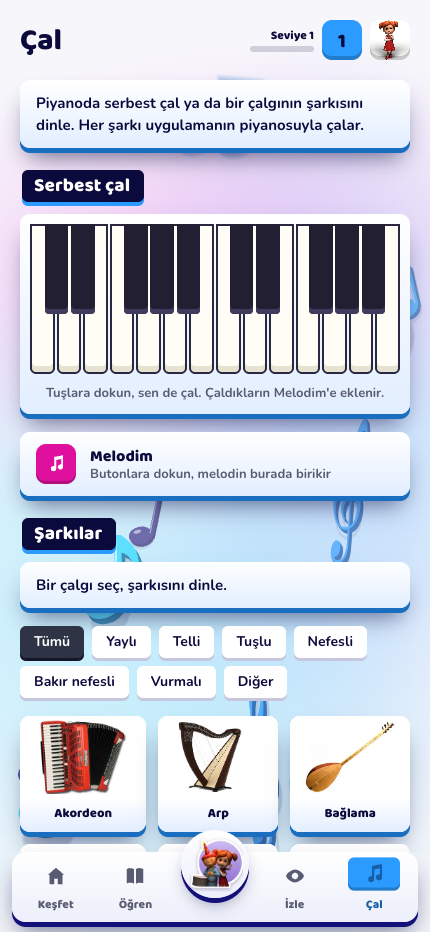 Çal
Seviye 1
1
Piyanoda serbest çal ya da bir çalgının şarkısını
dinle. Her şarkı uygulamanın piyanosuyla çalar.
Serbest çal
Tuşlara dokun, sen de çal. Çaldıkların Melodim'e eklenir.
Melodim
Butonlara dokun, melodin burada birikir
Şarkılar
Bir çalgı seç, şarkısını dinle.
Tümü
Yaylı
Telli
Tuşlu
Nefesli
Bakır nefesli
Vurmalı
Diğer
Akordeon
Arp
Bağlama
Keşfet
Öğren
İzle
Çal